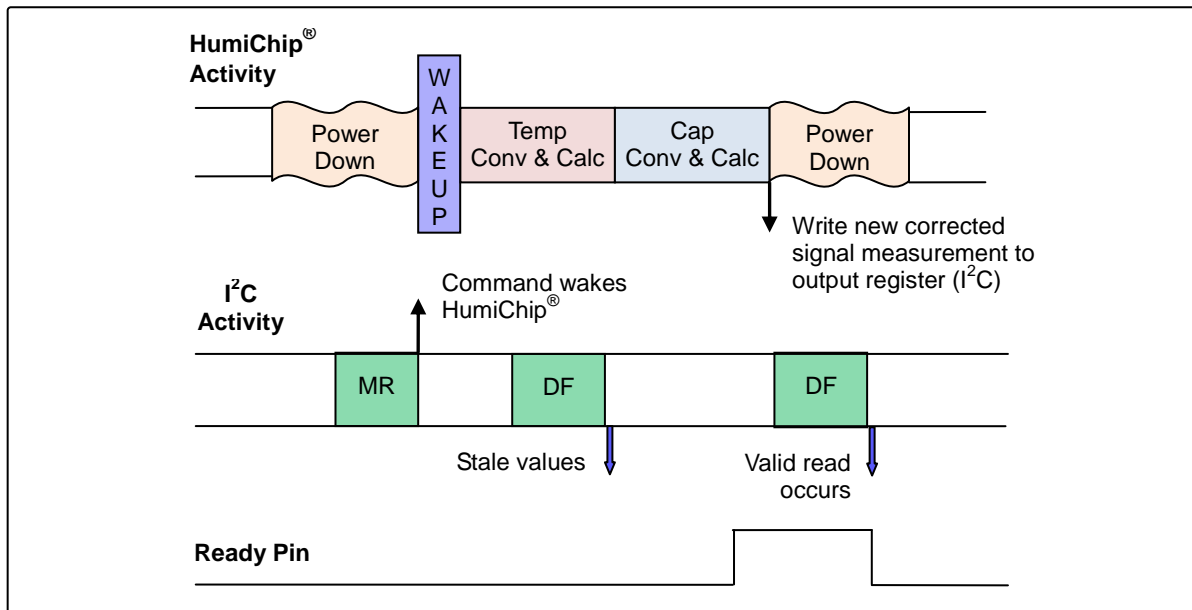 HumiChip®
Activity
Power
Down
W
A
K
E
U
P
Temp
Conv & Calc
Cap
Conv & Calc
Power
Down
Write new corrected
signal measurement to
output register (I²C)
I²C
Activity
Command wakes
HumiChip®
MR
DF
DF
Stale values
Valid read
occurs
Ready Pin